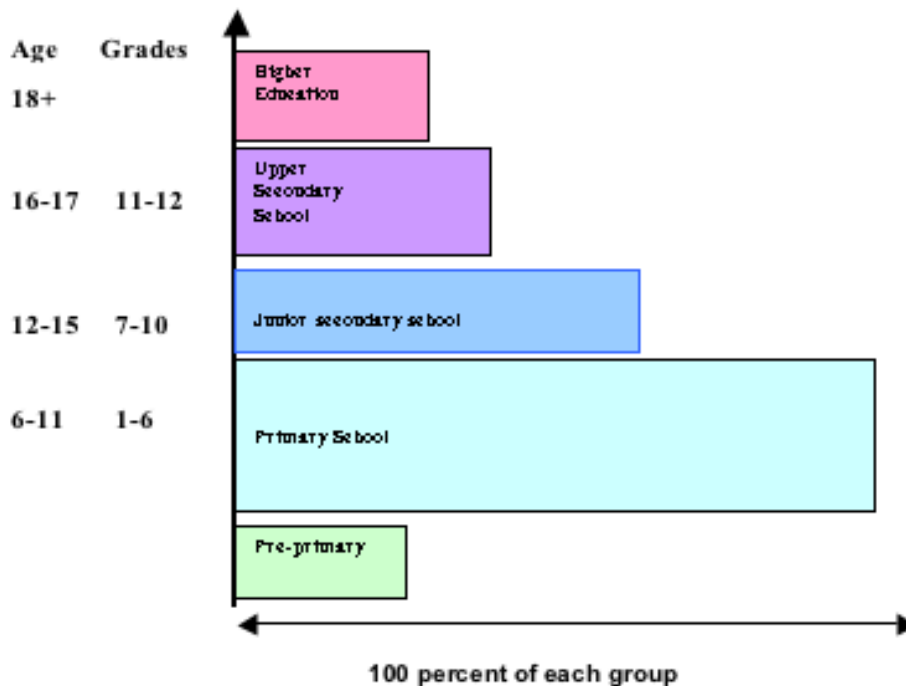 Age Grades
Higher
Education
18+
Upper
Secondary
School
16-17 11-12
Junior secondary school
12-15 7-10
6-11 1-6
Primary School
Pre-primary
100 percent of each group